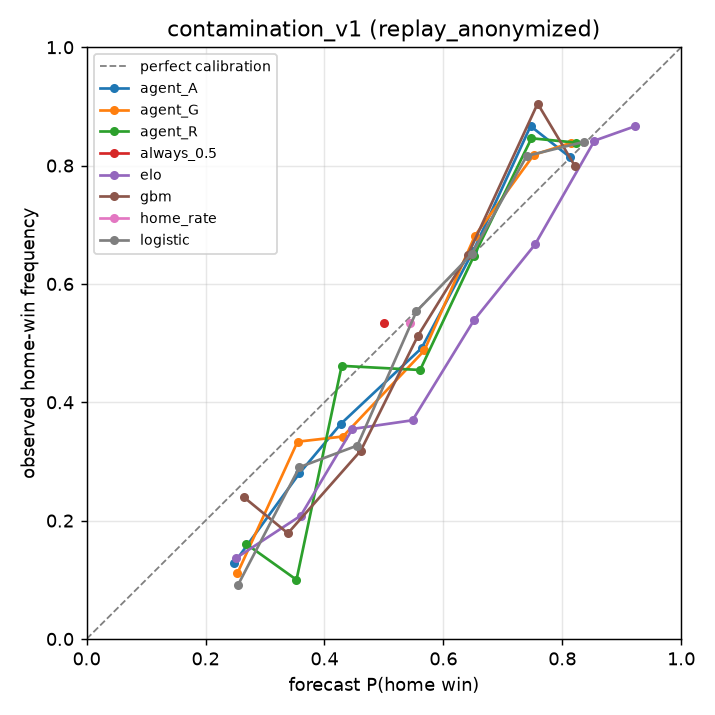 contamination_v1 (replay_anonymized)
1.0
0.8
0.6
0.4
0.2
0.0
perfect calibration
agent_A
agent_G
agent_R
always_0.5
elo
gbm
home_rate
logistic
observed home-win frequency
0.0 0.2 0.4 0.6 0.8 1.0
forecast P(home win)